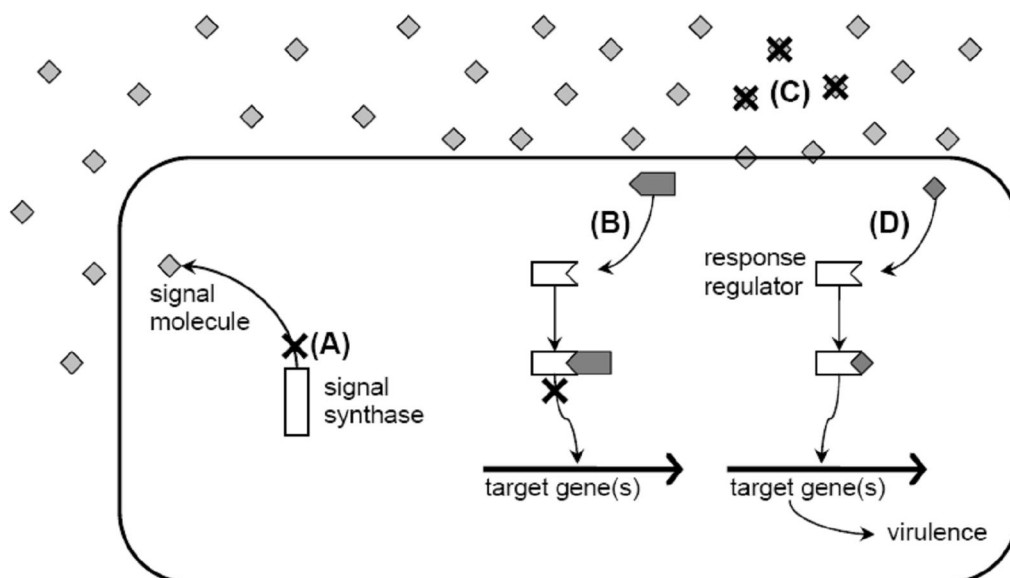 (C)
(B)
(D)
response
regulator
signal
molecule
(A)
signal
synthase
target gene(s)
target gene(s)
virulence